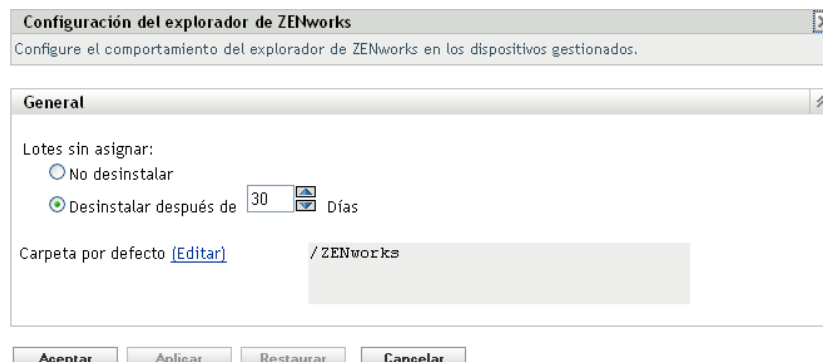 Configuración del explorador de ZENworks
Configure el comportamiento del explorador de ZENworks en los dispositivos gestionados.
General
Lotes sin asignar:
No desinstalar
Desinstalar después de 30 Días
Carpeta por defecto (Editar) /ZENworks
Aceptar Aplicar Restaurar Cancelar